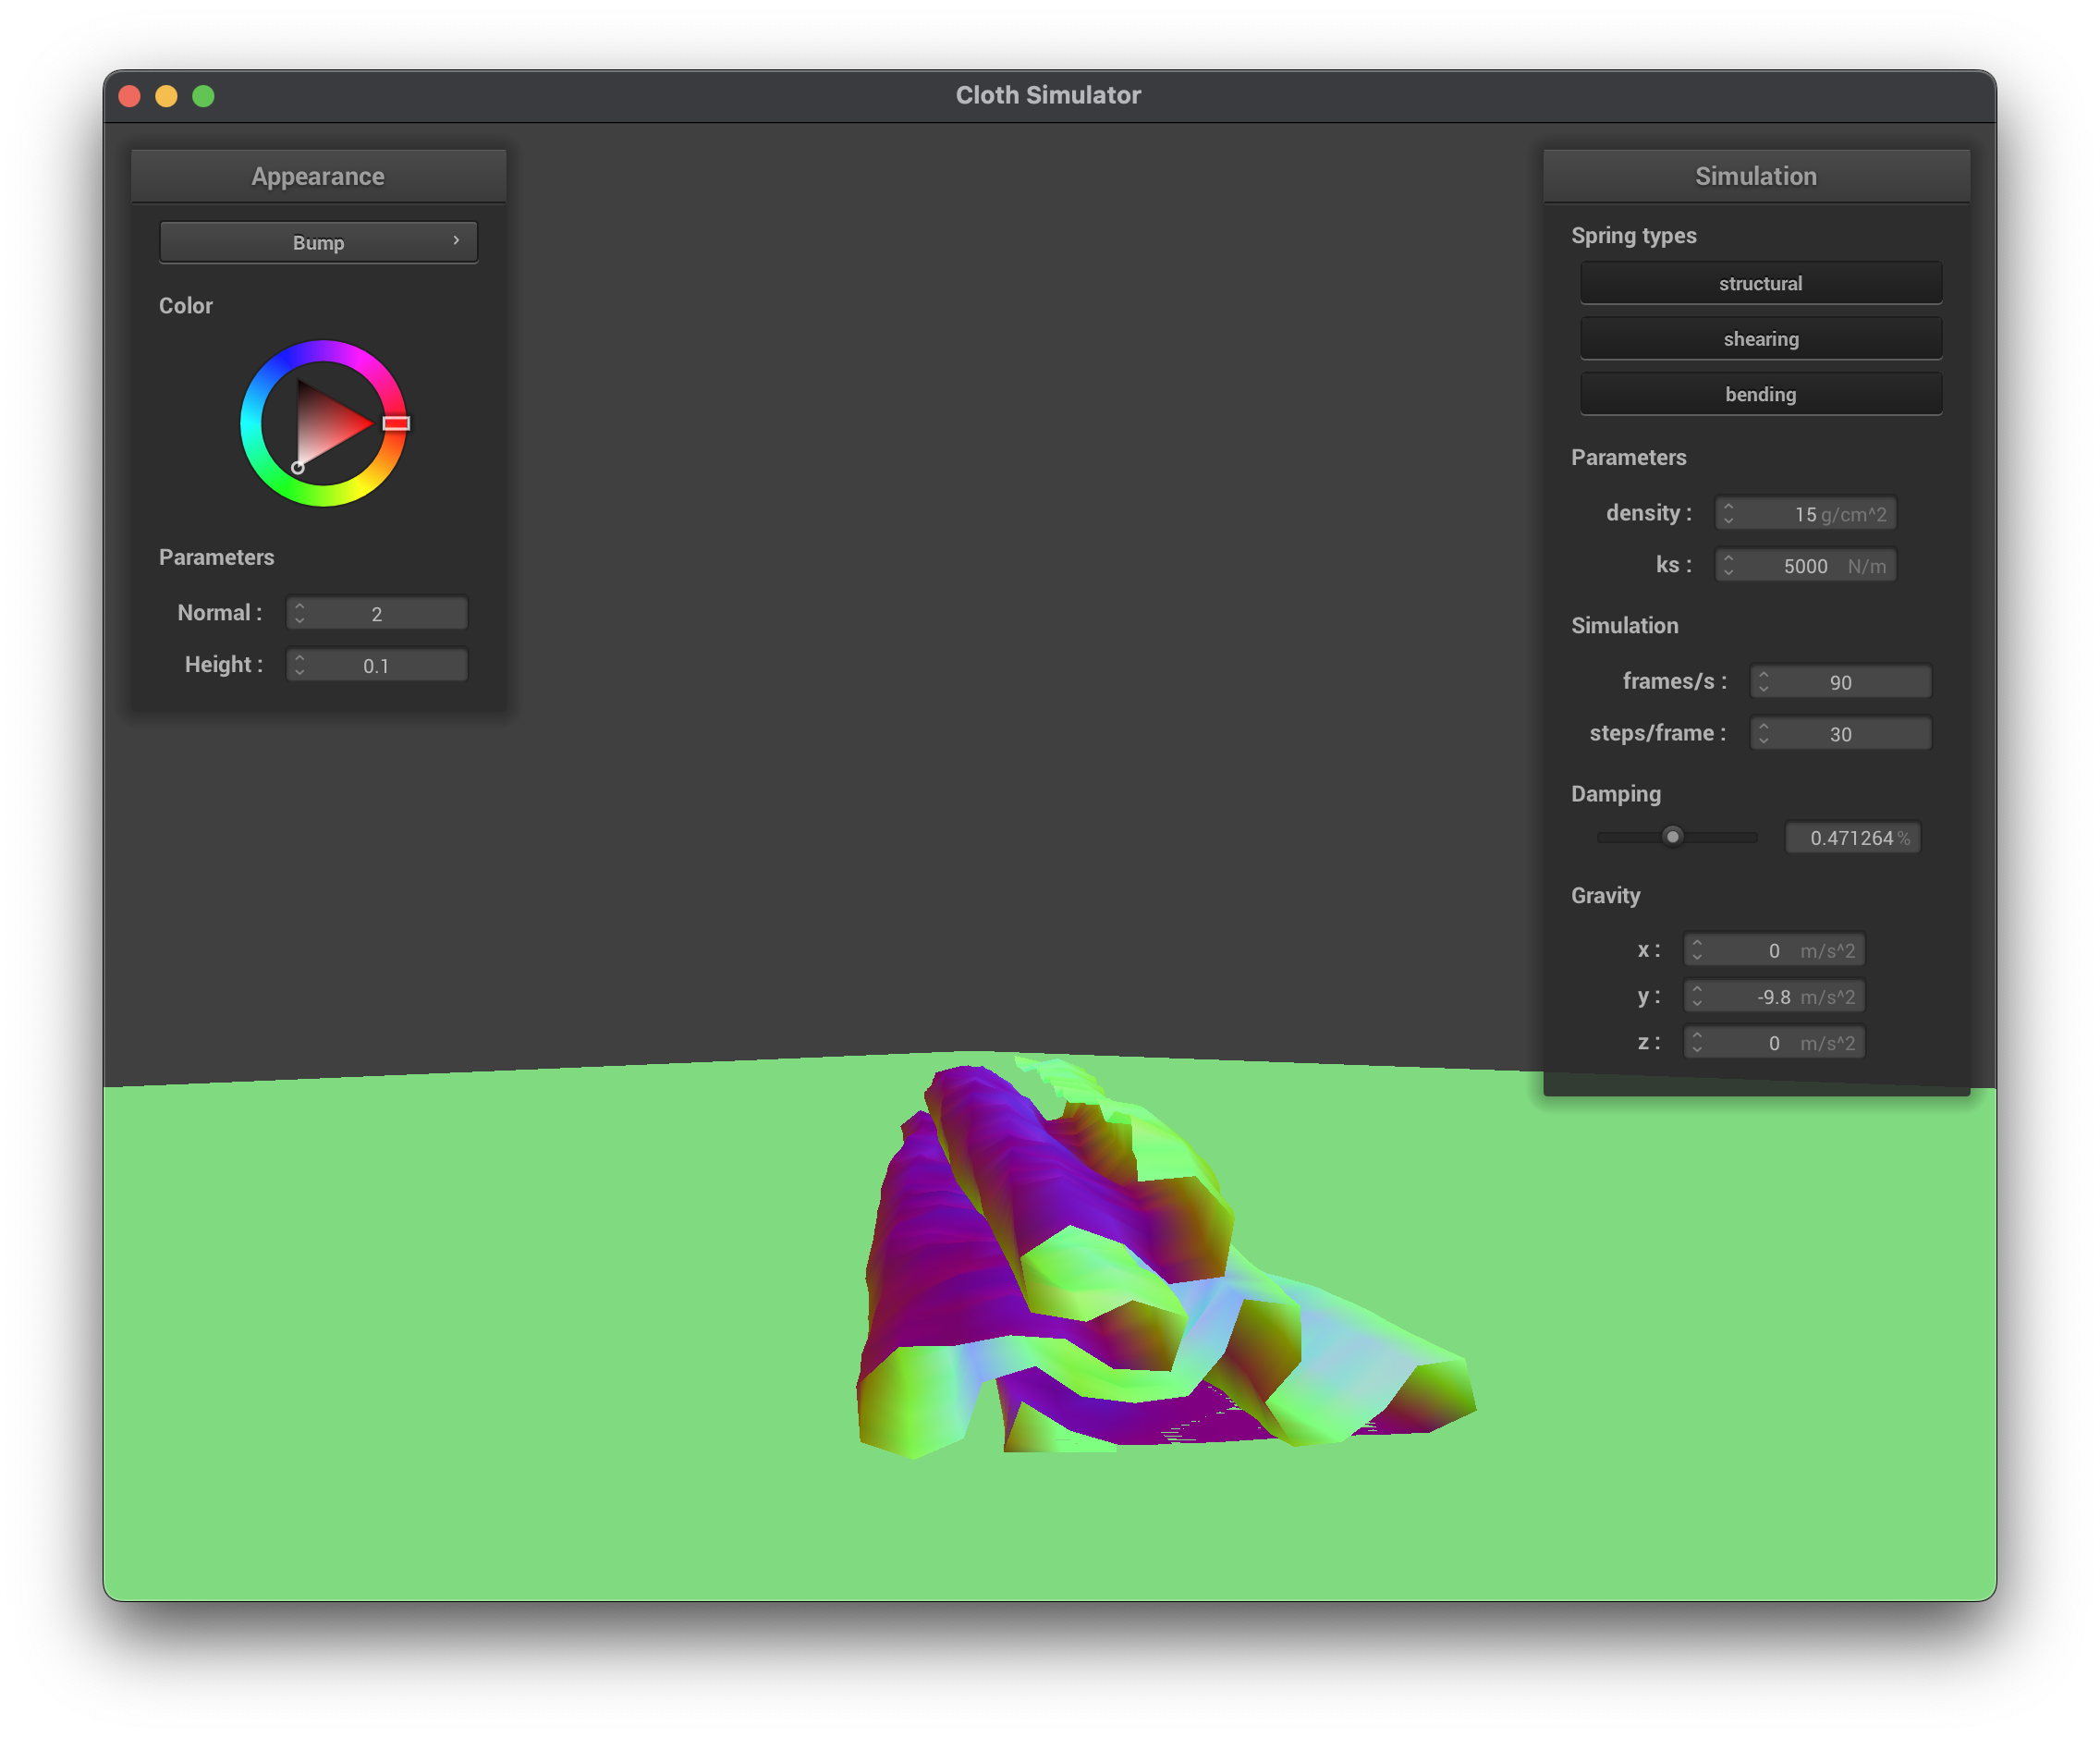 Cloth Simulator
Appearance
Bump
Color
Parameters
Normal : 2
Height : 0.1
Simulation
Spring types
structural
shearing
bending
Parameters
density : 15 g/cm^2
ks : 5000 N/m
Simulation
frames/s : 90
steps/frame : 30
Damping
0.471264 %
Gravity
x : 0 m/s^2
y : -9.8 m/s^2
z : 0 m/s^2